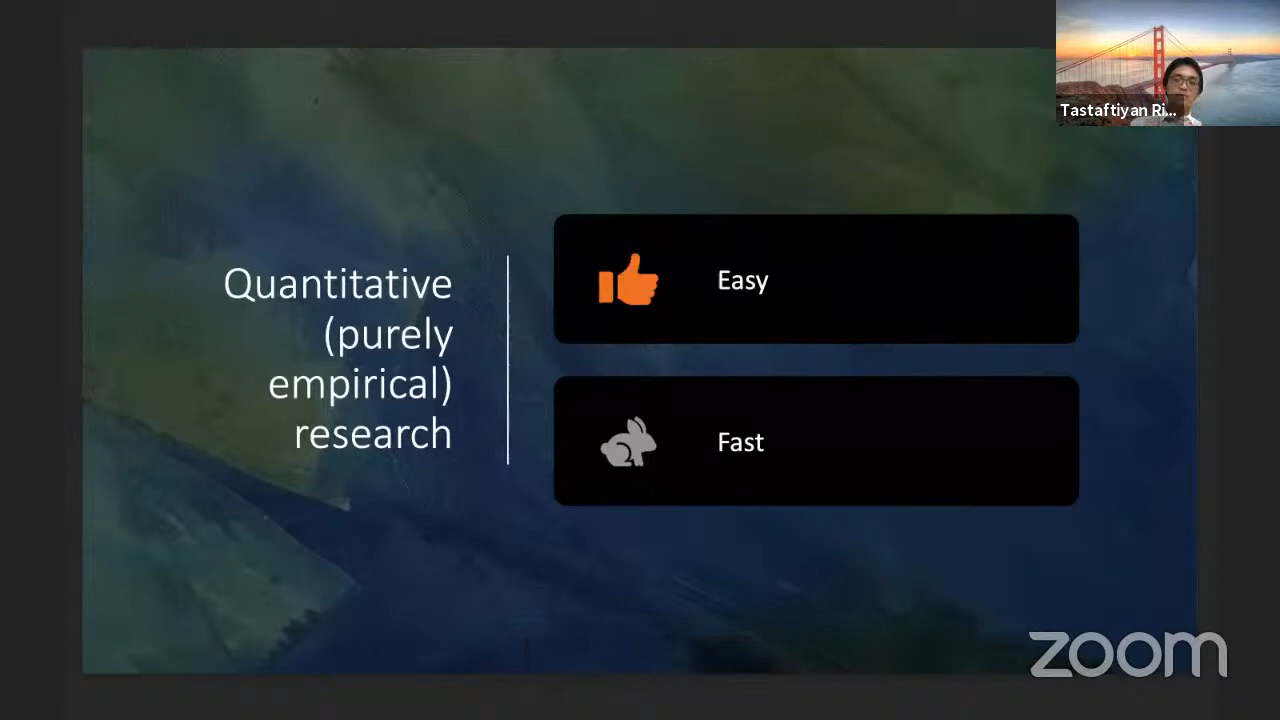 Tastaftiyan Ri...
Quantitative
(purely
empirical)
research
Easy
Fast
zoom